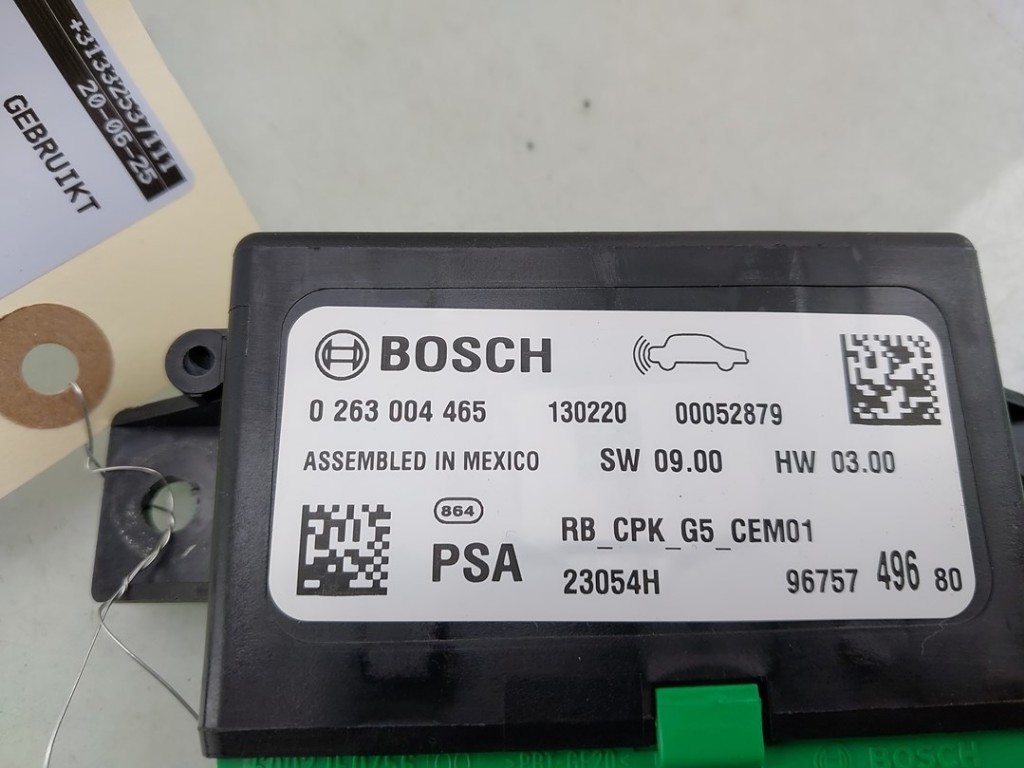 +31332537111
20-06-25
GEBRUIKT
BOSCH
0 263 004 465 130220 00052879
ASSEMBLED IN MEXICO SW 09.00 HW 03.00
864
PSA
RB_CPK_G5_CEM01
23054H 96757 496 80
BOSCH